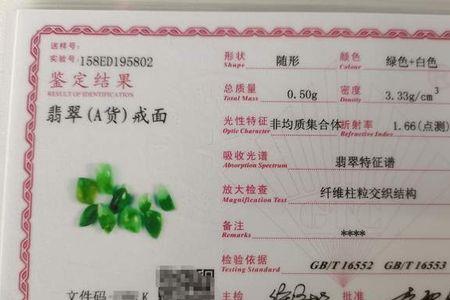 送样号:
实验号: 158ED195802
鉴定结果
RESULT OF IDENTIFICATION
翡翠(A货)戒面
文件码
形状 随形 颜色 绿色+白色
Shape Colour
总质量 0.50g 密度 3.33g/cm³
Total Mass Density
光性特征 非均质集合体 折射率 1.66(点测)
Optic Character Refractive Index
吸收光谱 翡翠特征谱
Absorption Spectrum
放大检查 纤维柱粒交织结构
Magnification Test
备注 ****
Remarks
检验依据 GB/T 16552 GB/T 16553
Testing Standard
主检 批准